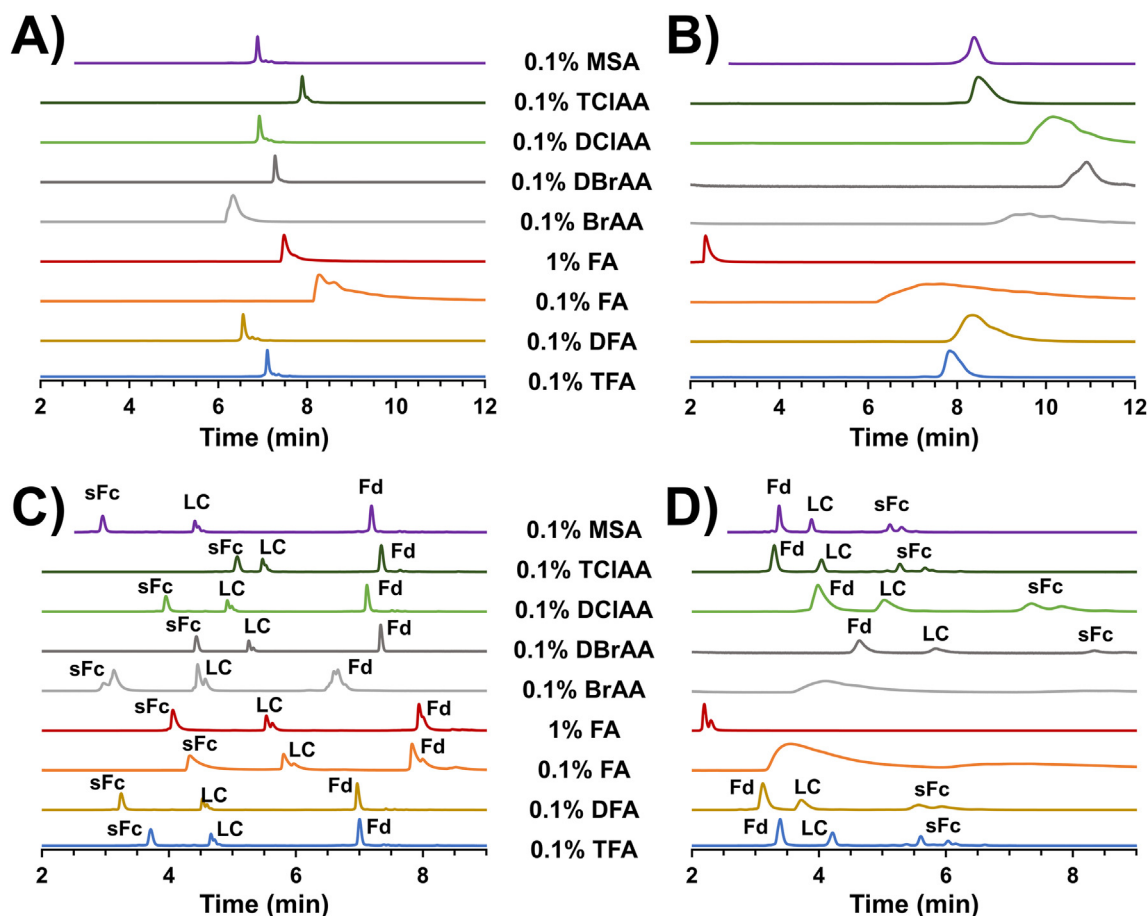 A)
B)
0.1% MSA
0.1% TClAA
0.1% DClAA
0.1% DBrAA
0.1% BrAA
1% FA
0.1% FA
0.1% DFA
0.1% TFA
2 4 6 8 10 12
Time (min)
2 4 6 8 10 12
Time (min)
C)
D)
sFc LC Fd
0.1% MSA
Fd LC sFc
sFc LC Fd
0.1% TClAA
Fd LC sFc
sFc LC Fd
0.1% DClAA
Fd LC sFc
sFc LC Fd
0.1% DBrAA
Fd LC sFc
sFc LC Fd
0.1% BrAA
sFc LC Fd
1% FA
sFc LC Fd
0.1% FA
sFc LC Fd
0.1% DFA
Fd LC sFc
sFc LC Fd
0.1% TFA
Fd LC sFc
2 4 6 8
Time (min)
2 4 6 8
Time (min)